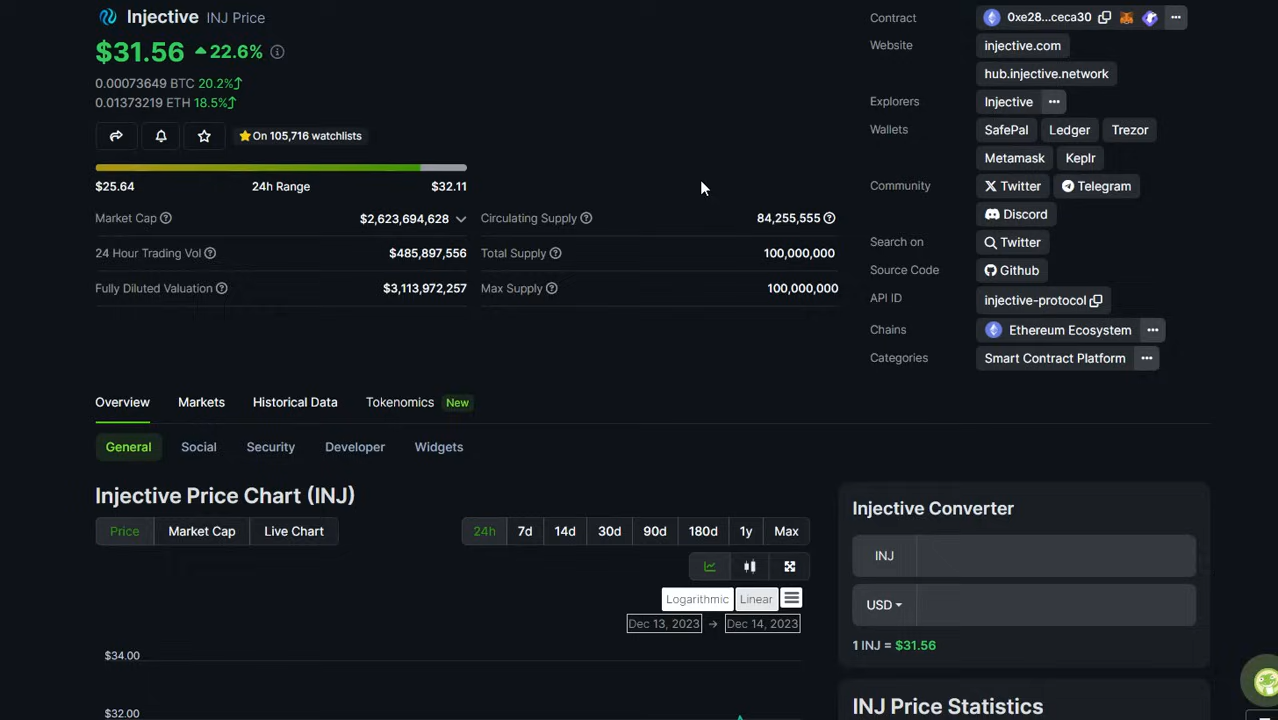 Injective INJ Price
$31.56 22.6%
0.00073649 BTC 20.2%
0.01373219 ETH 18.5%
On 105,716 watchlists
$25.64 24h Range $32.11
Market Cap $2,623,694,628
24 Hour Trading Vol $485,897,556
Fully Diluted Valuation $3,113,972,257
Circulating Supply 84,255,555
Total Supply 100,000,000
Max Supply 100,000,000
Contract 0xe28...ceca30
Website injective.com
hub.injective.network
Explorers Injective
Wallets SafePal Ledger Trezor
Metamask Keplr
Community Twitter Telegram
Discord
Search on Twitter
Source Code Github
API ID injective-protocol
Chains Ethereum Ecosystem
Categories Smart Contract Platform
Overview Markets Historical Data Tokenomics New
General Social Security Developer Widgets
Injective Price Chart (INJ)
Price Market Cap Live Chart 24h 7d 14d 30d 90d 180d 1y Max
Logarithmic Linear
Dec 13, 2023 → Dec 14, 2023
$34.00
$32.00
Injective Converter
INJ
USD
1 INJ = $31.56
INJ Price Statistics